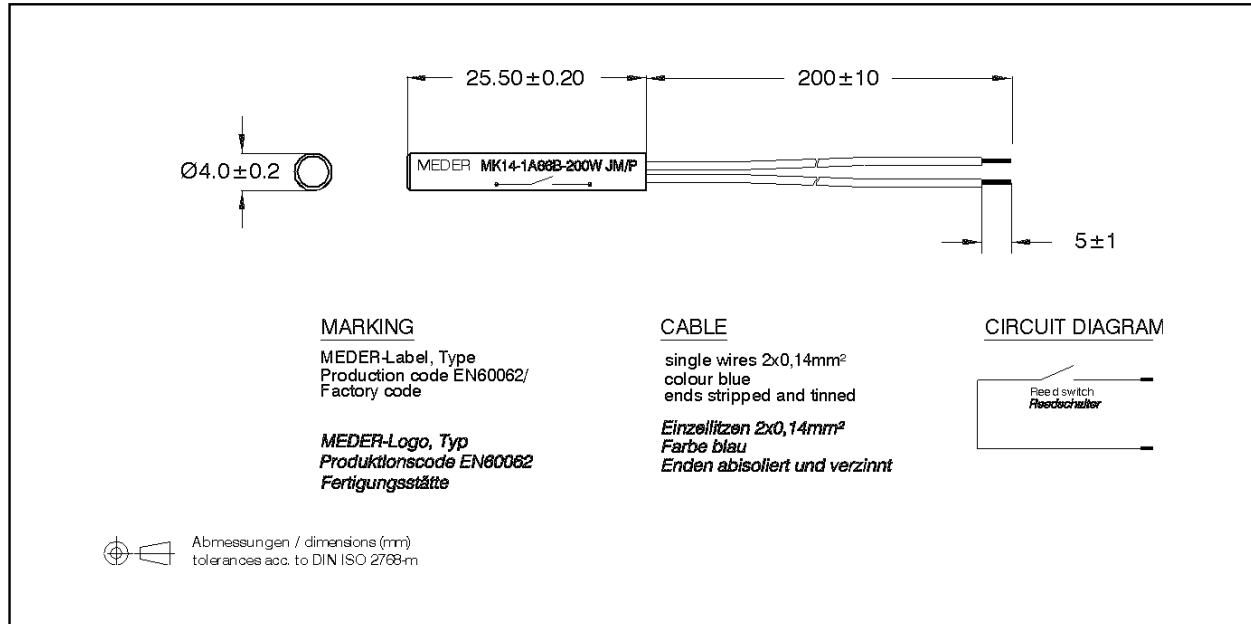 25.50±0.20
200±10
Ø4.0±0.2
MEDER MK14-1A66B-200W JM/P
5±1
MARKING
MEDER-Label, Type
Production code EN60062/
Factory code
MEDER-Logo, Typ
Produktionscode EN60062
Fertigungsstätte
CABLE
single wires 2x0,14mm²
colour blue
ends stripped and tinned
Einzellitzen 2x0,14mm²
Farbe blau
Enden abisoliert und verzinnt
CIRCUIT DIAGRAM
Reed switch
Reedschalter
Abmessungen / dimensions (mm)
tolerances acc. to DIN ISO 2768-m